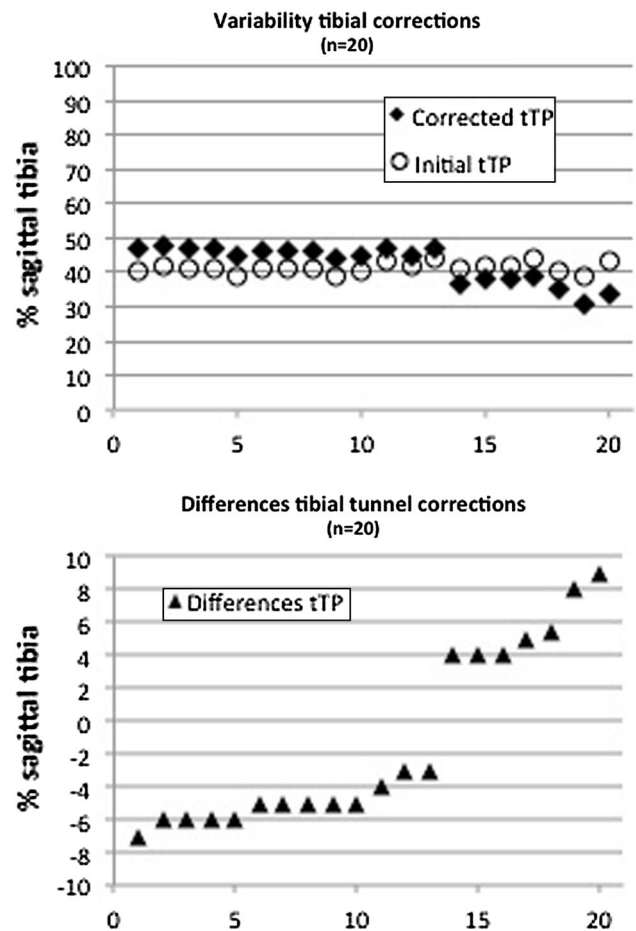 Variability tibial corrections
(n=20)
100
90
80
70
60
50
40
30
20
10
0
% sagittal tibia
Corrected tTP
Initial tTP
0 5 10 15 20
Differences tibial tunnel corrections
(n=20)
10
8
6
4
2
0
-2
-4
-6
-8
-10
% sagittal tibia
Differences tTP
0 5 10 15 20